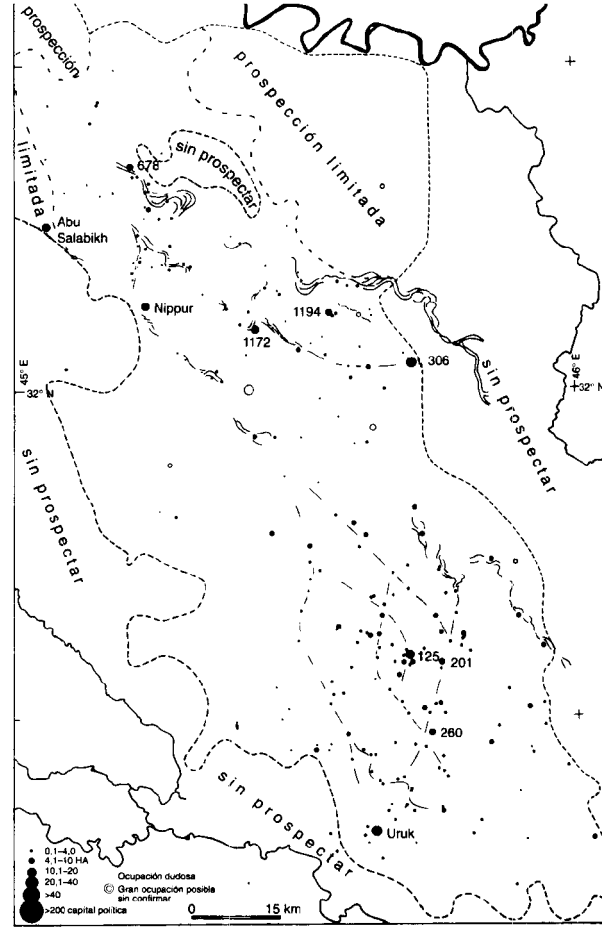 prospección
limitada
prospección limitada
sin prospectar
678
Abu
Salabikh
Nippur
1194
1172
306
45° E
32° N
46° E
32° N
sin prospectar
sin prospectar
125
201
260
sin prospectar
Uruk
0,1–4,0
4,1–10 HA
10,1–20
20,1–40
>40
>200 capital política
Ocupación dudosa
Gran ocupación posible
sin confirmar
0 15 km